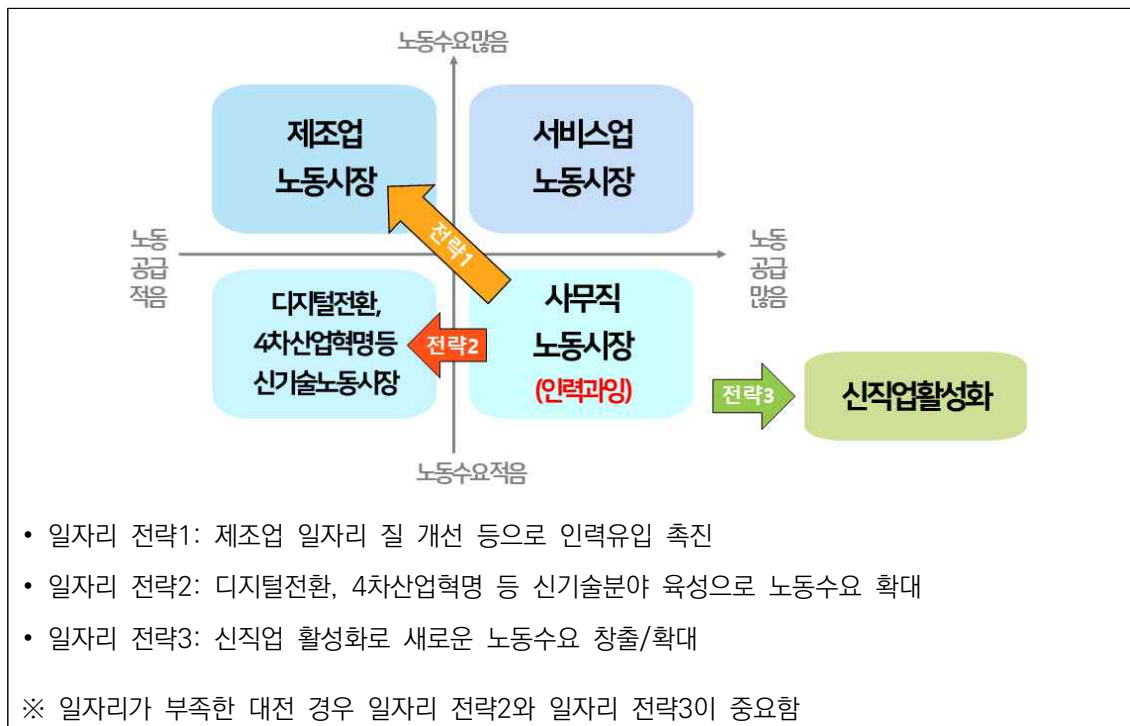 노동수요많음
제조업
노동시장
서비스업
노동시장
전략1
노동
공급
적음
노동
공급
많음
디지털전환,
4차산업혁명등
신기술노동시장
전략2
사무직
노동시장
(인력과잉)
전략3
신직업활성화
노동수요적음
• 일자리 전략1: 제조업 일자리 질 개선 등으로 인력유입 촉진
• 일자리 전략2: 디지털전환, 4차산업혁명 등 신기술분야 육성으로 노동수요 확대
• 일자리 전략3: 신직업 활성화로 새로운 노동수요 창출/확대
※ 일자리가 부족한 대전 경우 일자리 전략2와 일자리 전략3이 중요함